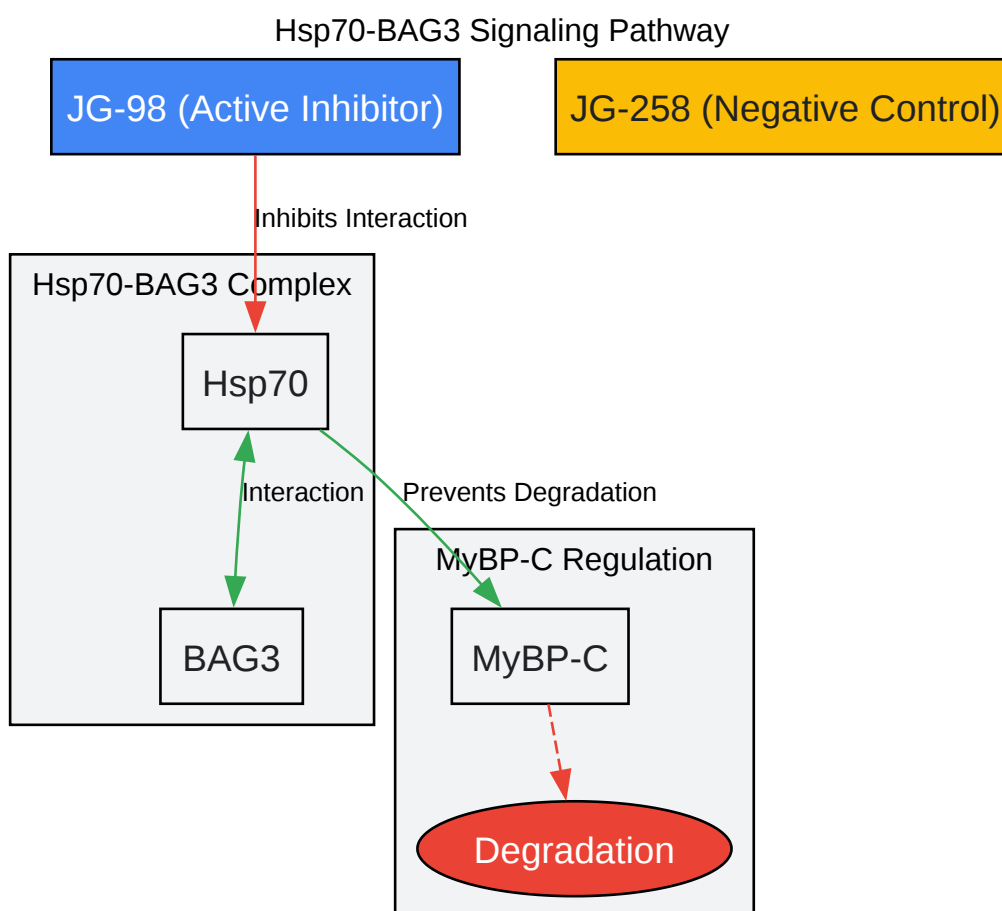 Hsp70-BAG3 Signaling Pathway
JG-98 (Active Inhibitor)
JG-258 (Negative Control)
Inhibits Interaction
Hsp70-BAG3 Complex
Hsp70
Interaction
Prevents Degradation
MyBP-C Regulation
BAG3
MyBP-C
Degradation